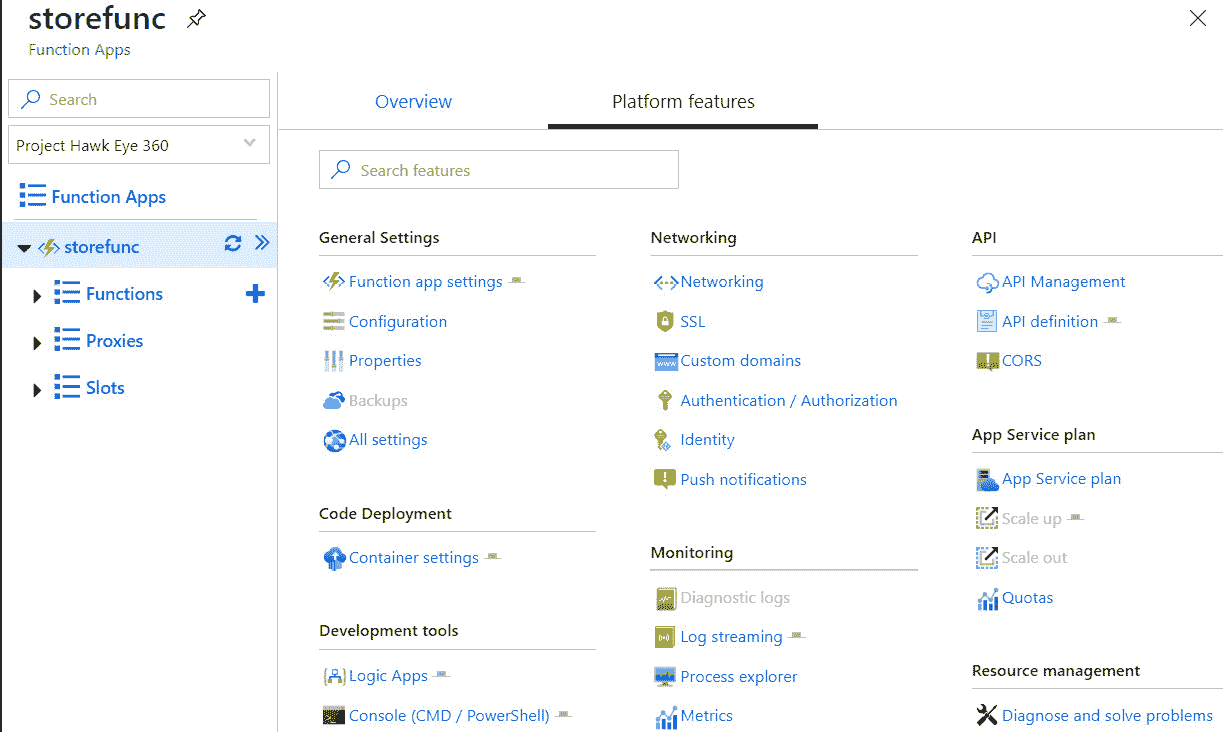 storefunc
Function Apps
Search
Project Hawk Eye 360
Function Apps
storefunc
Functions
Proxies
Slots
Overview
Platform features
Search features
General Settings
Function app settings
Configuration
Properties
Backups
All settings
Code Deployment
Container settings
Development tools
Logic Apps
Console (CMD / PowerShell)
Networking
Networking
SSL
www
Custom domains
Authentication / Authorization
Identity
Push notifications
Monitoring
Diagnostic logs
Log streaming
Process explorer
Metrics
API
API Management
API definition
CORS
App Service plan
App Service plan
Scale up
Scale out
Quotas
Resource management
Diagnose and solve problems